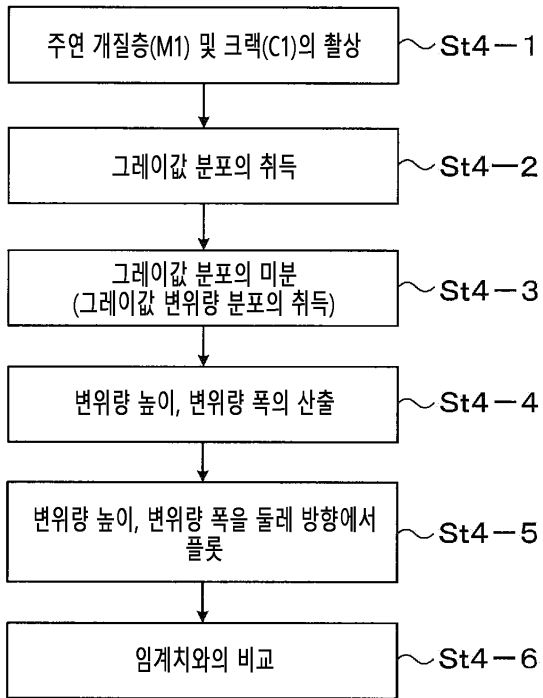 주연 개질층(M1) 및 크랙(C1)의 촬상
St4-1
그레이값 분포의 취득
St4-2
그레이값 분포의 미분
(그레이값 변위량 분포의 취득)
St4-3
변위량 높이, 변위량 폭의 산출
St4-4
변위량 높이, 변위량 폭을 둘레 방향에서
플롯
St4-5
임계치와의 비교
St4-6